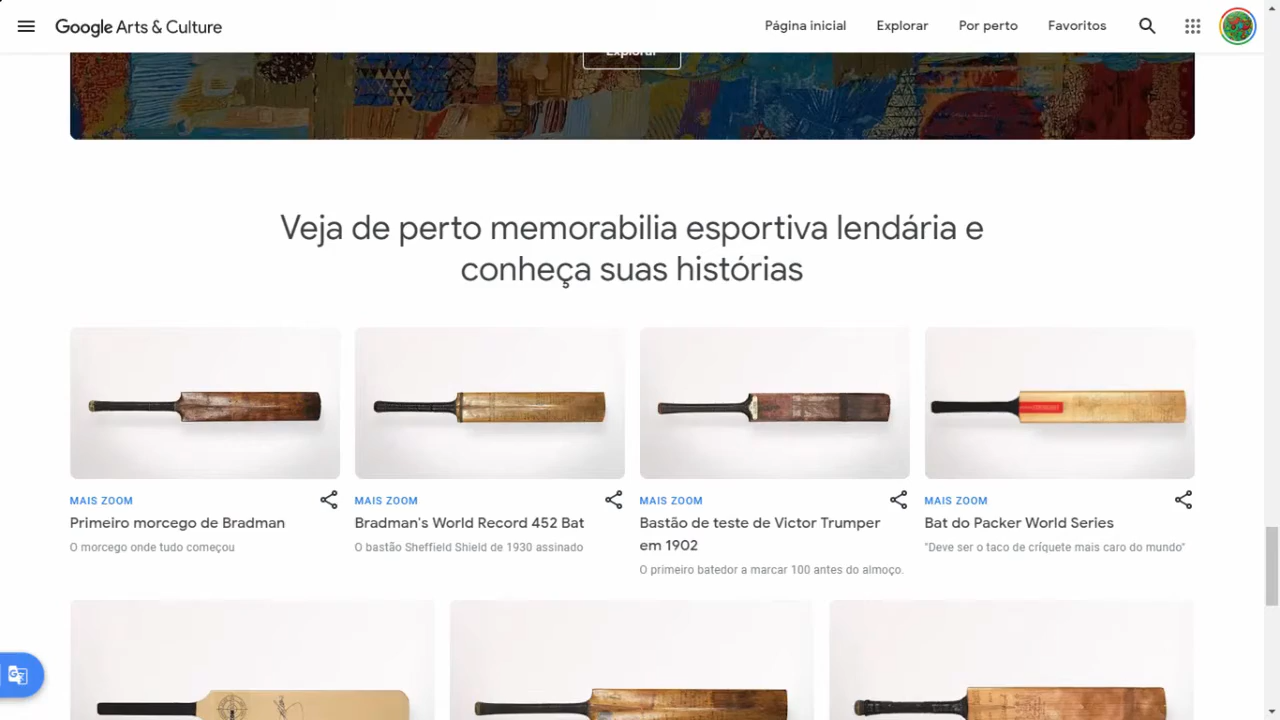 Google Arts & Culture
Página inicial
Explorar
Por perto
Favoritos
Explorar
Veja de perto memorabilia esportiva lendária e
conheça suas histórias
MAIS ZOOM
Primeiro morcego de Bradman
O morcego onde tudo começou
MAIS ZOOM
Bradman's World Record 452 Bat
O bastão Sheffield Shield de 1930 assinado
MAIS ZOOM
Bastão de teste de Victor Trumper
em 1902
O primeiro batedor a marcar 100 antes do almoço.
MAIS ZOOM
Bat do Packer World Series
"Deve ser o taco de críquete mais caro do mundo"